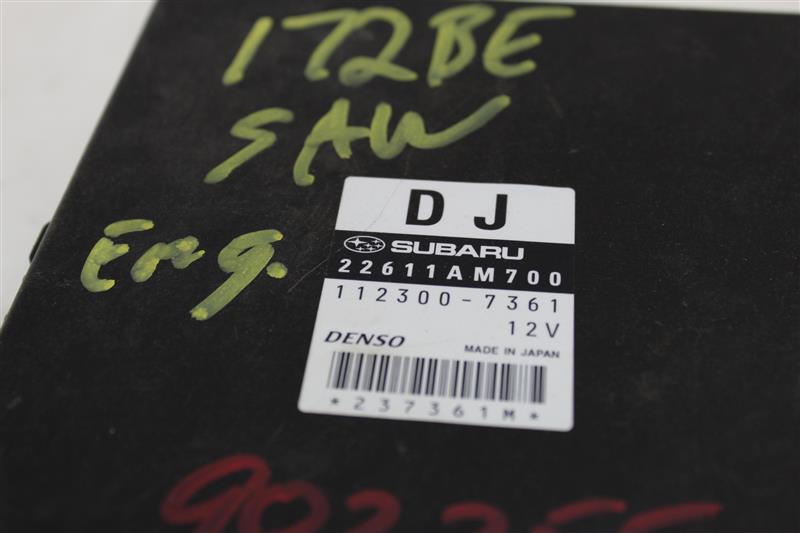 172BE
SAW
Eng.
DJ
SUBARU
22611AM700
112300-7361
12V
DENSO
MADE IN JAPAN
*237361M*